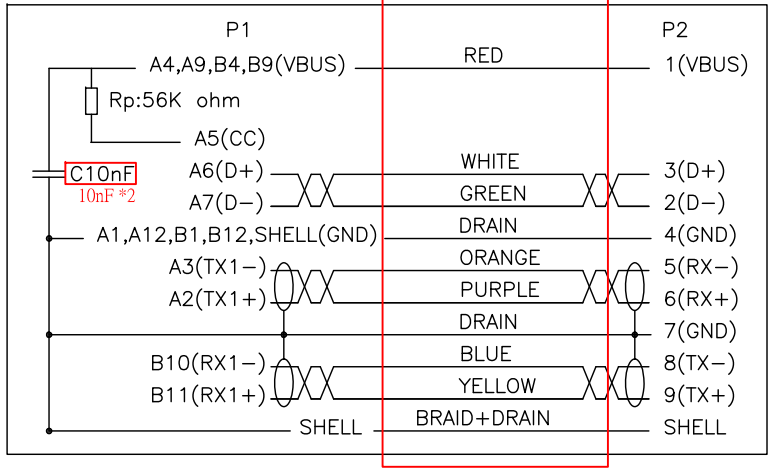 P1 P2
A4,A9,B4,B9(VBUS) RED 1(VBUS)
Rp:56K ohm
A5(CC)
C10nF
10nF *2
A6(D+) WHITE 3(D+)
A7(D−) GREEN 2(D−)
A1,A12,B1,B12,SHELL(GND) DRAIN 4(GND)
A3(TX1−) ORANGE 5(RX−)
A2(TX1+) PURPLE 6(RX+)
DRAIN 7(GND)
B10(RX1−) BLUE 8(TX−)
B11(RX1+) YELLOW 9(TX+)
SHELL BRAID+DRAIN SHELL